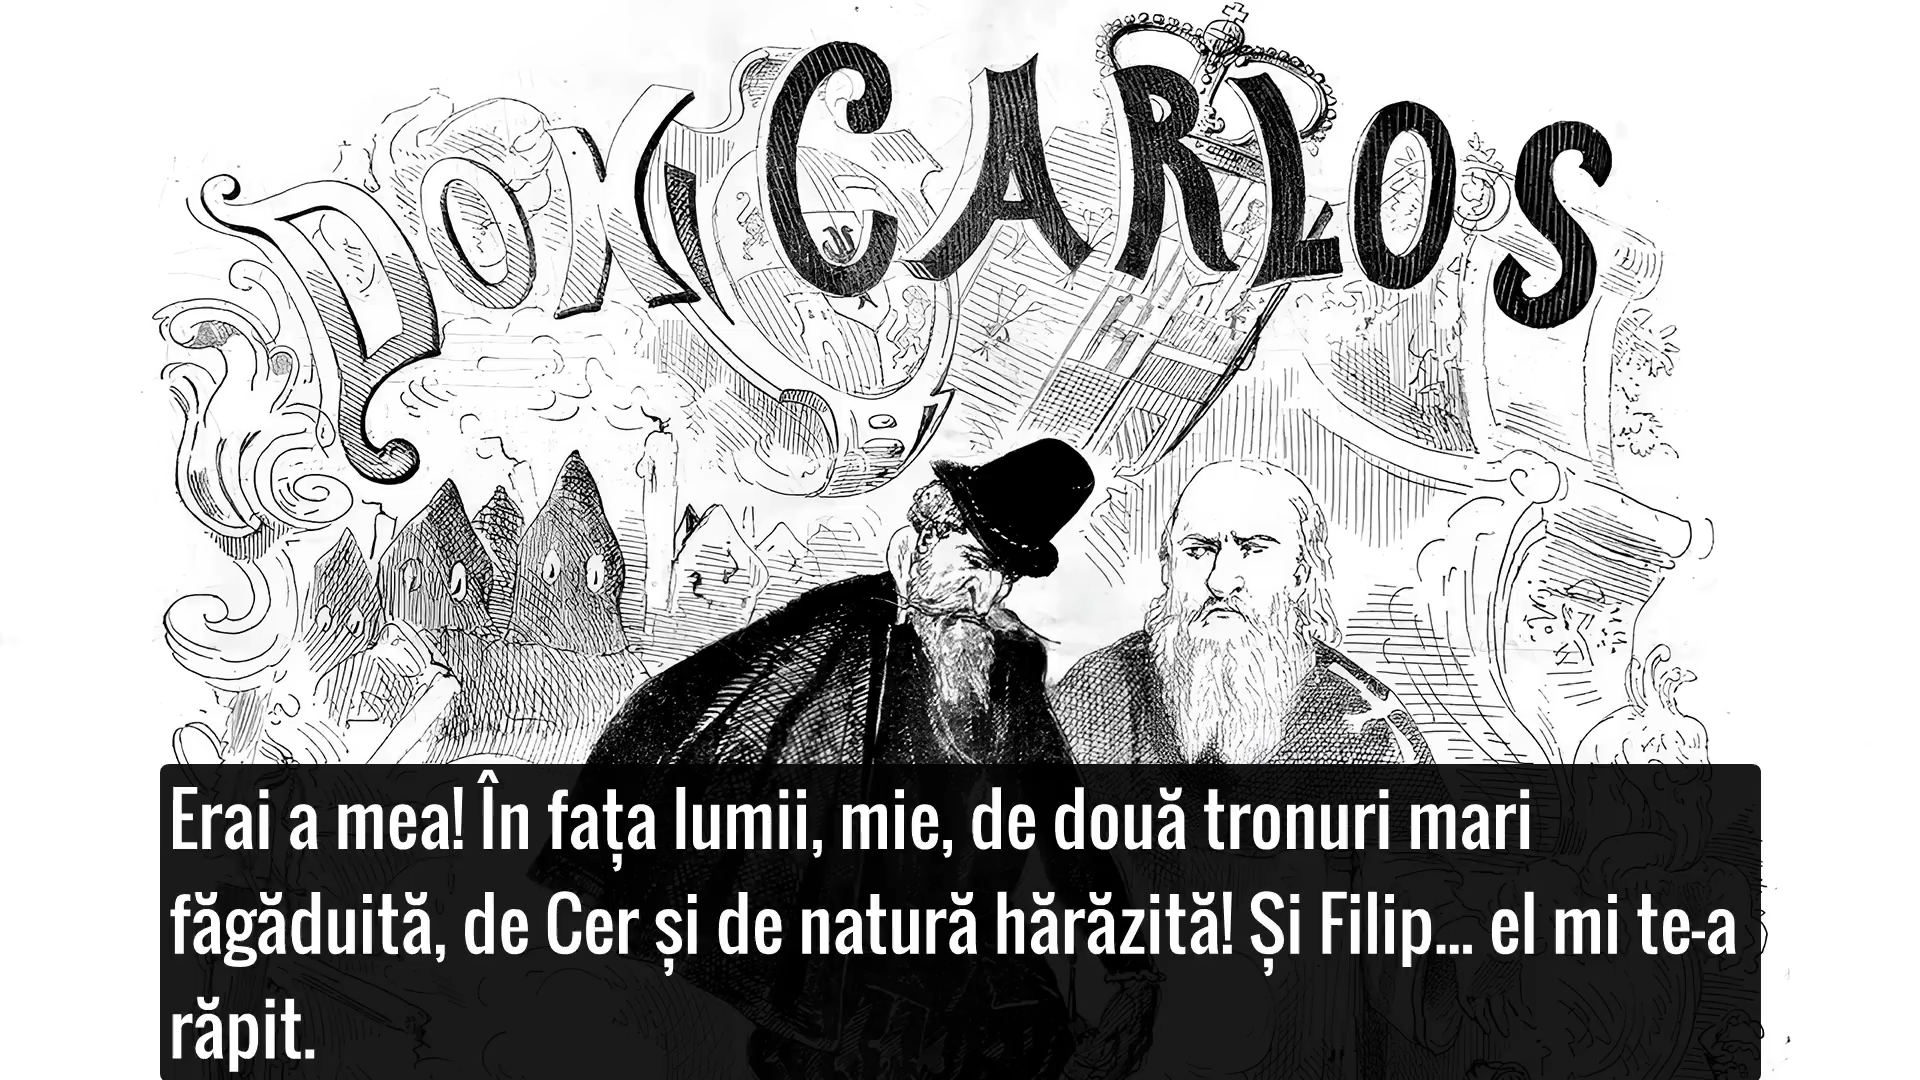 DON CARLOS
Erai a mea! În fața lumii, mie, de două tronuri mari
făgăduită, de Cer și de natură hărăzită! Și Filip... el mi te-a
răpit.